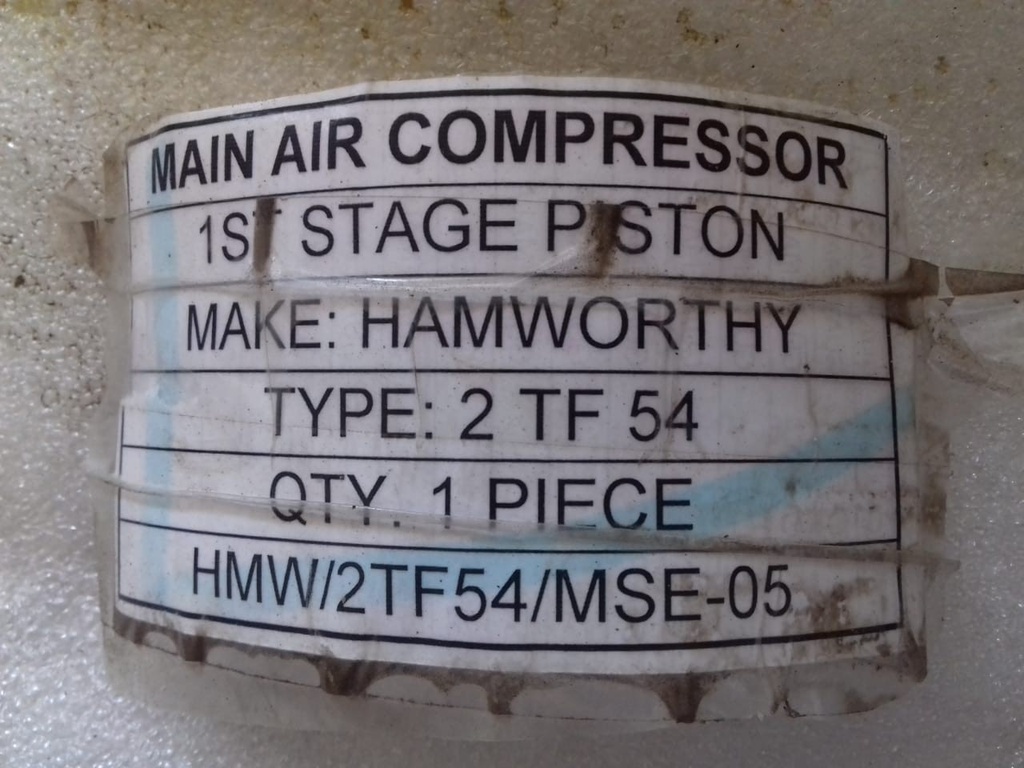 MAIN AIR COMPRESSOR
1ST STAGE PISTON
MAKE: HAMWORTHY
TYPE: 2 TF 54
QTY. 1 PIECE
HMW/2TF54/MSE-05